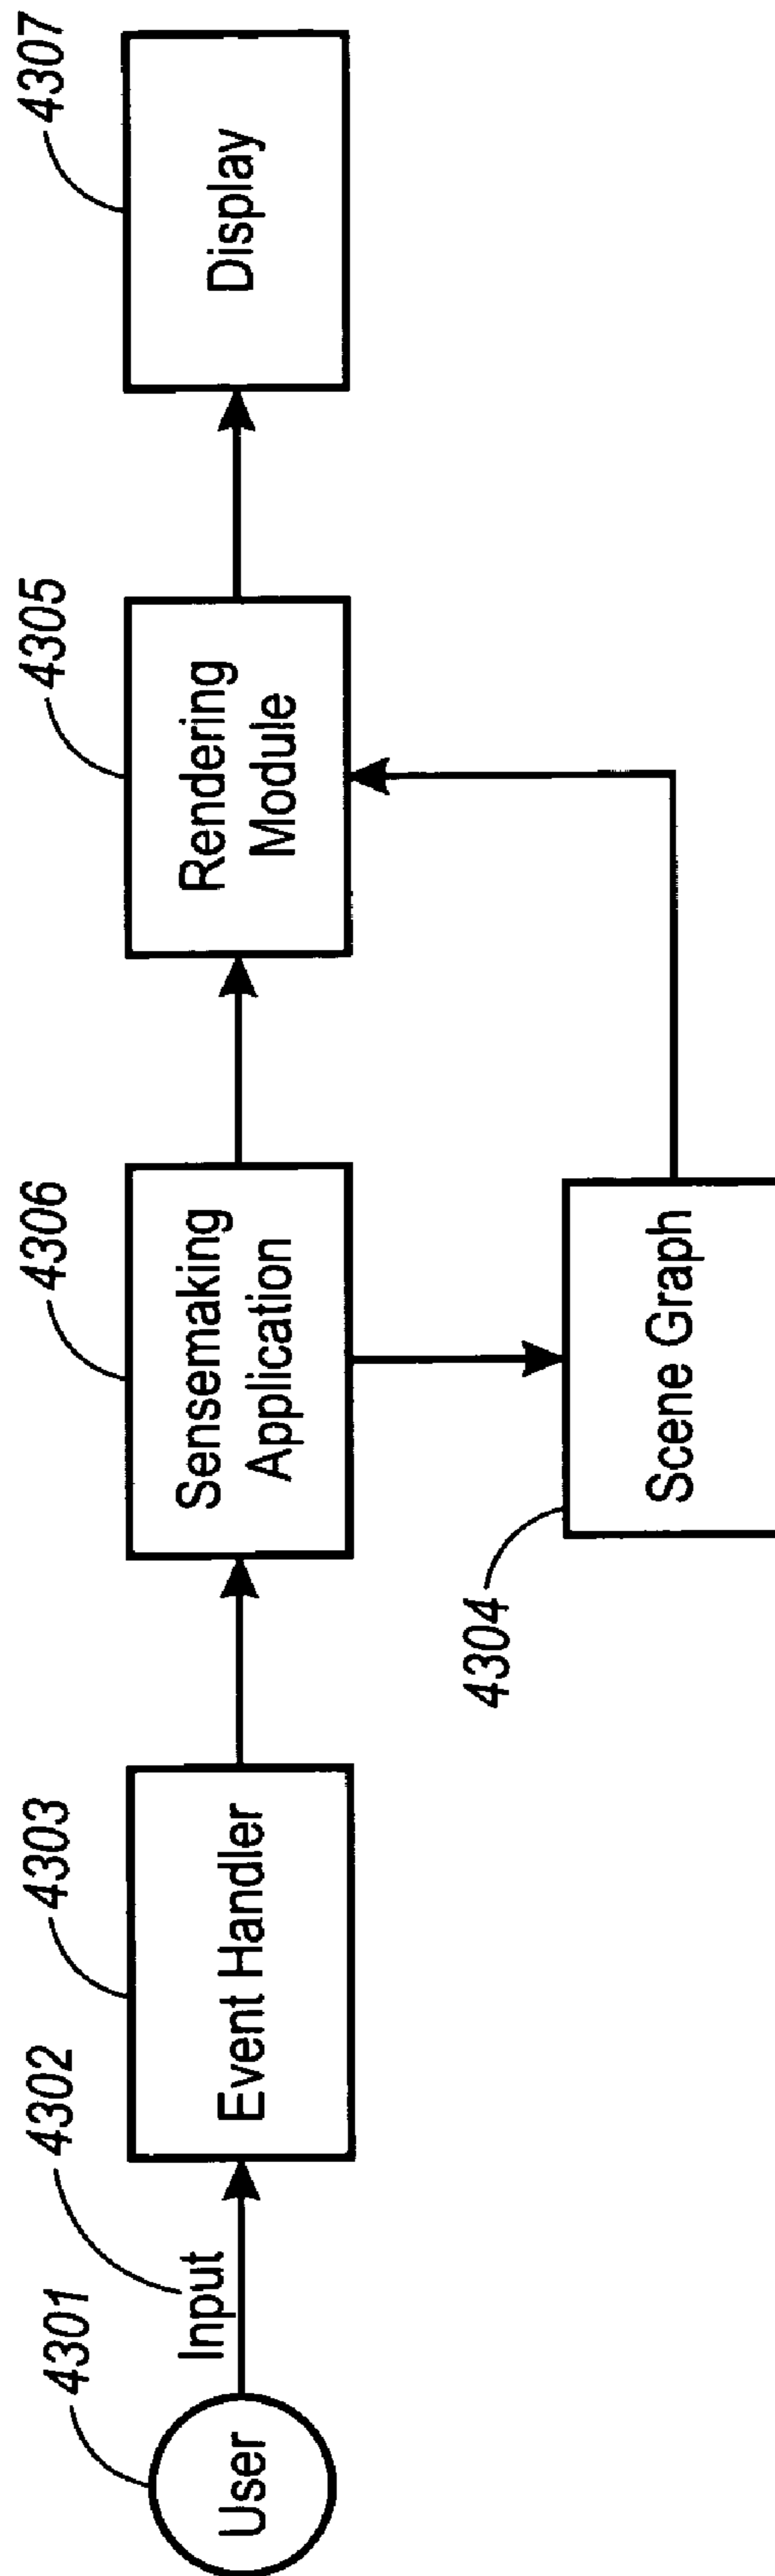 4301
User
4302
Input
4303
Event Handler
4306
Sensemaking
Application
4305
Rendering
Module
4307
Display
4304
Scene Graph